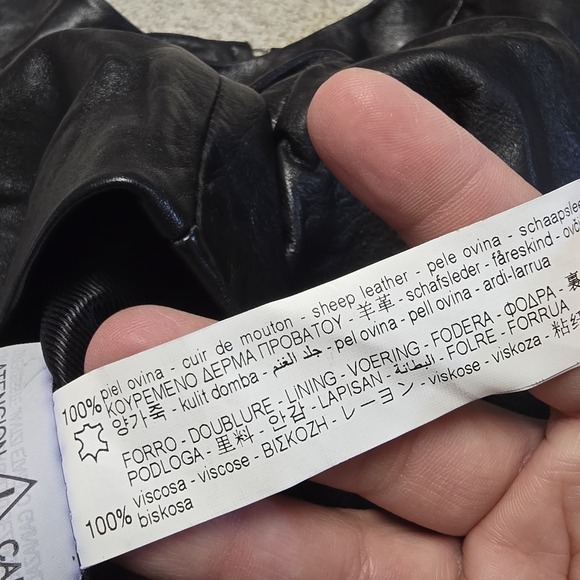 100% piel ovina - cuir de mouton - sheep leather - pele ovina - schaapsle
ΚΟΥΡΕΜΕΝΟ ΔΕΡΜΑ ΠΡΟΒΑΤΟΥ - 羊革 - schafsleder - fåreskind - ovči
양가죽 - kulit domba - جلد الغنم - pel ovina - pell ovina - ardi-larrua
FORRO - DOUBLURE - LINING - VOERING - FODERA - ΦΟΔΡΑ - 裏
PODLOGA - 里料 - 안감 - LAPISAN - البطانة - FOLRE - FORRUA
100% viscosa - viscose - ΒΙΣΚΟΖΗ - レーヨン - viskose - viskoza - 粘
biskosa